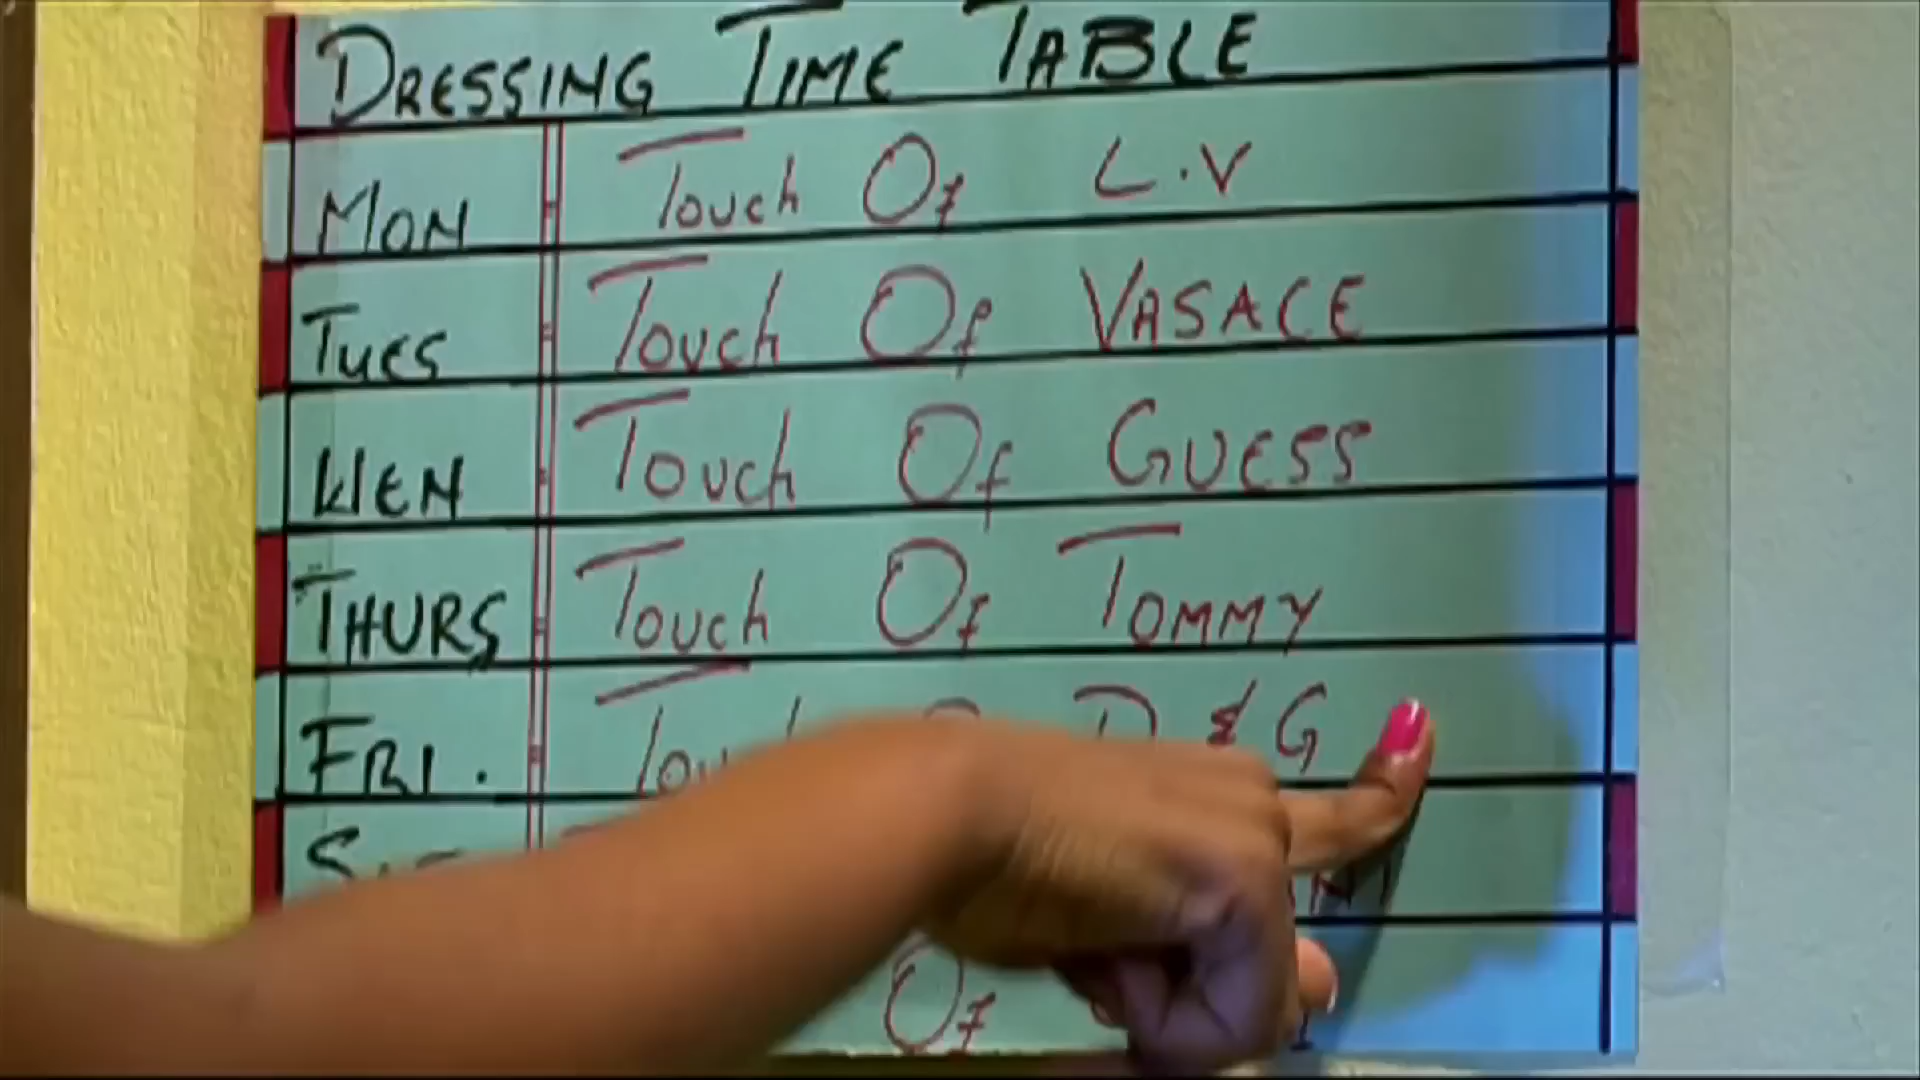 DRESSING TIME TABLE
MON Touch Of L.V
TUES Touch Of VASACE
WEN Touch Of GUESS
THURS Touch Of TOMMY
FRI. D & G
Of